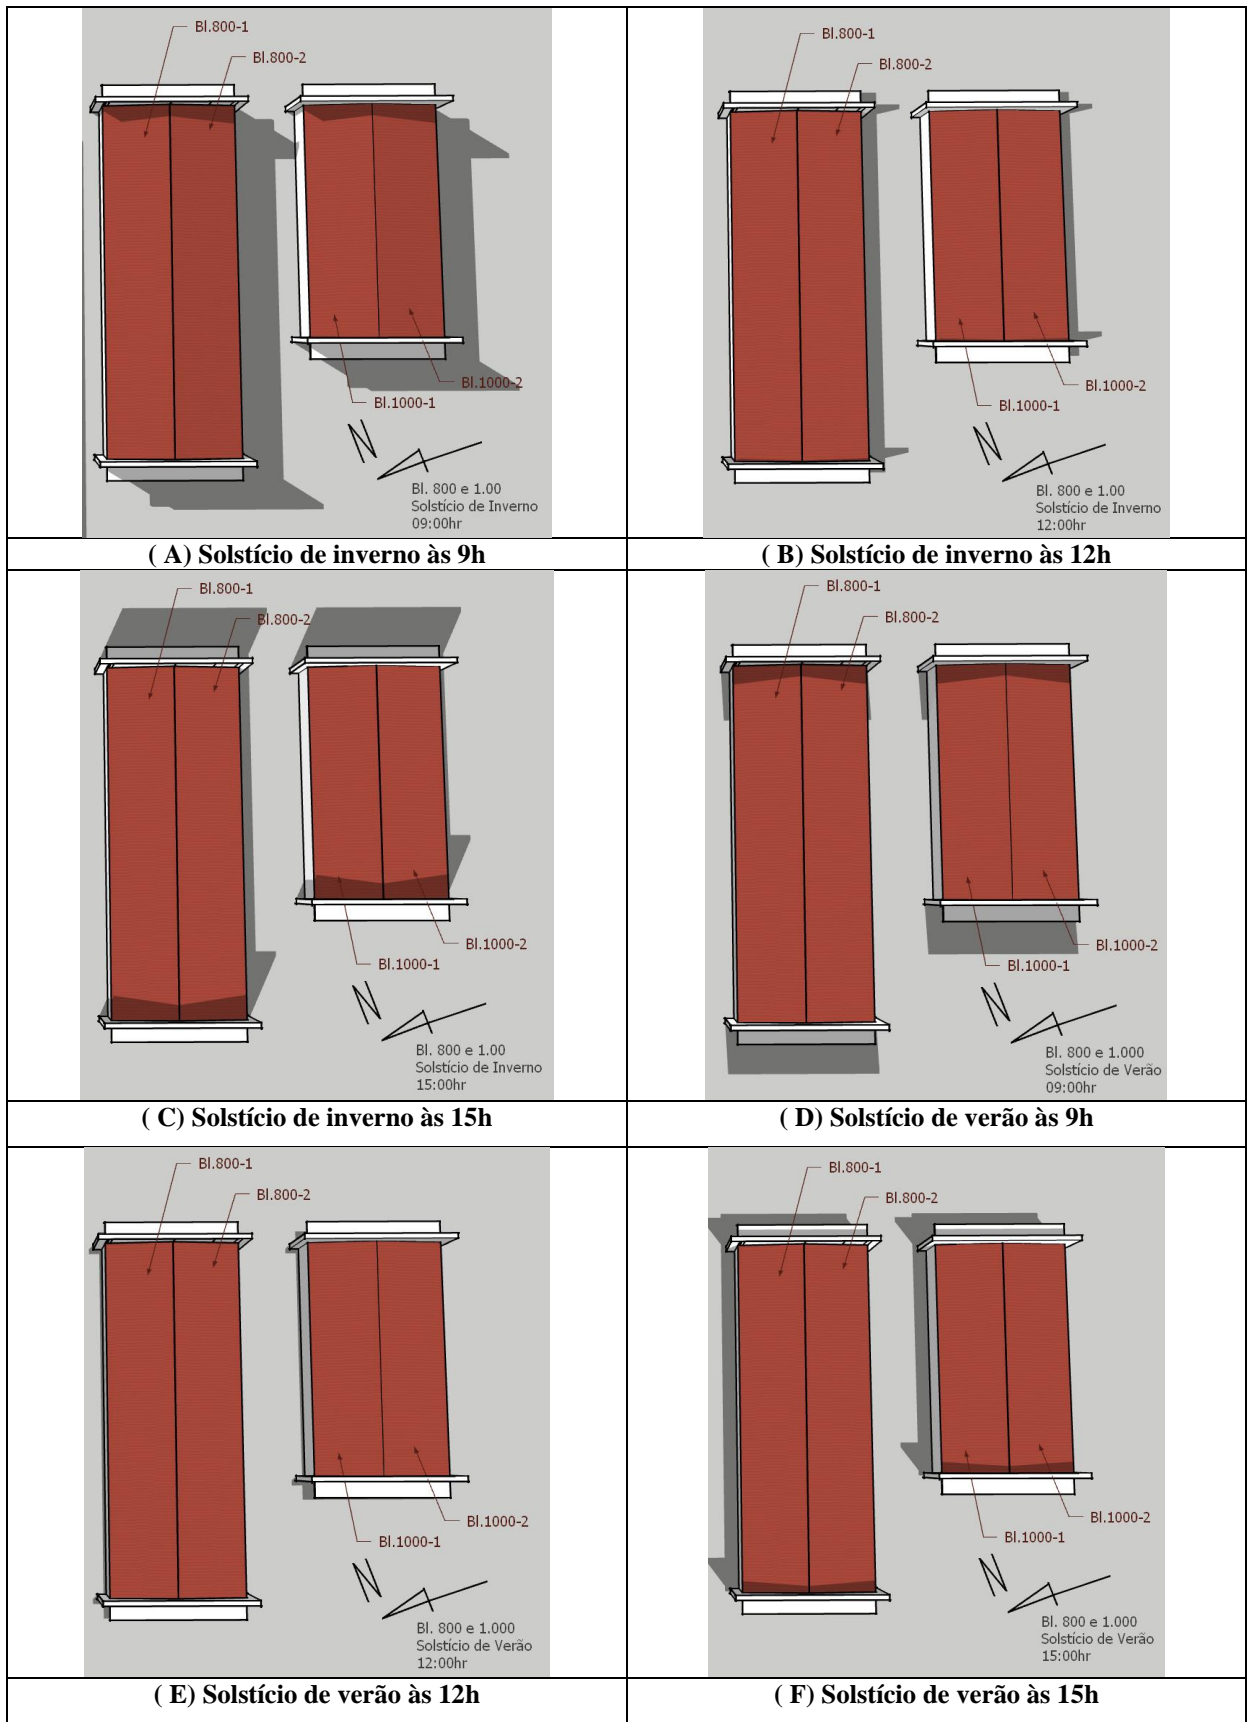 Bl.800-1
Bl.800-2
Bl.1000-2
Bl.1000-1
N
Bl. 800 e 1.00
Solstício de Inverno
09:00hr
( A) Solstício de inverno às 9h
Bl.800-1
Bl.800-2
Bl.1000-2
Bl.1000-1
N
Bl. 800 e 1.00
Solstício de Inverno
12:00hr
( B) Solstício de inverno às 12h
Bl.800-1
Bl.800-2
Bl.1000-2
Bl.1000-1
N
Bl. 800 e 1.00
Solstício de Inverno
15:00hr
( C) Solstício de inverno às 15h
Bl.800-1
Bl.800-2
Bl.1000-2
Bl.1000-1
N
Bl. 800 e 1.000
Solstício de Verão
09:00hr
( D) Solstício de verão às 9h
Bl.800-1
Bl.800-2
Bl.1000-2
Bl.1000-1
N
Bl. 800 e 1.000
Solstício de Verão
12:00hr
( E) Solstício de verão às 12h
Bl.800-1
Bl.800-2
Bl.1000-2
Bl.1000-1
N
Bl. 800 e 1.000
Solstício de Verão
15:00hr
( F) Solstício de verão às 15h